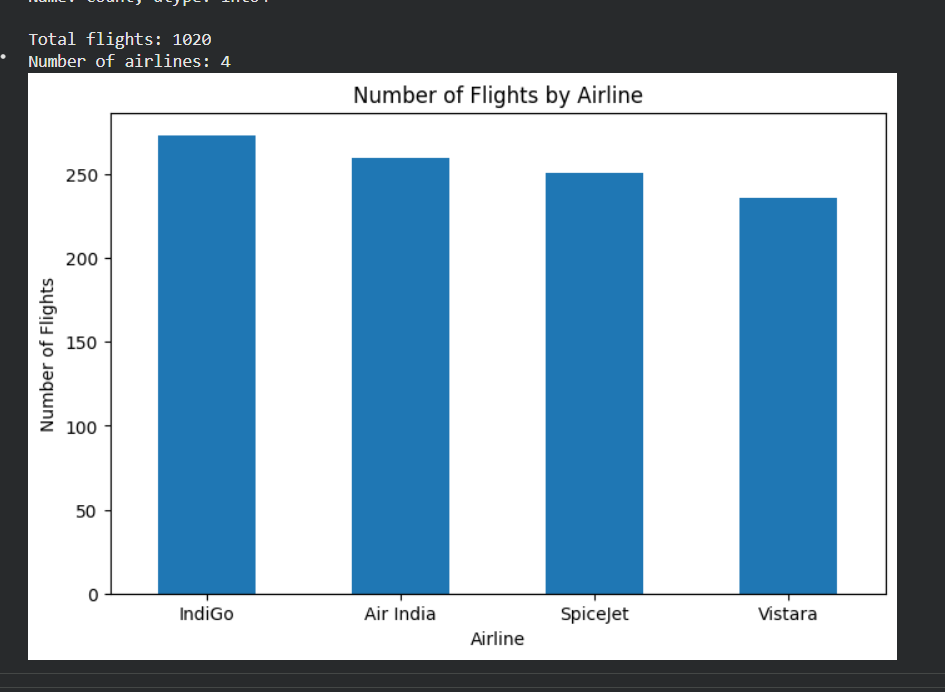 Total flights: 1020
Number of airlines: 4
Number of Flights by Airline
Number of Flights
250
200
150
100
50
0
IndiGo Air India SpiceJet Vistara
Airline